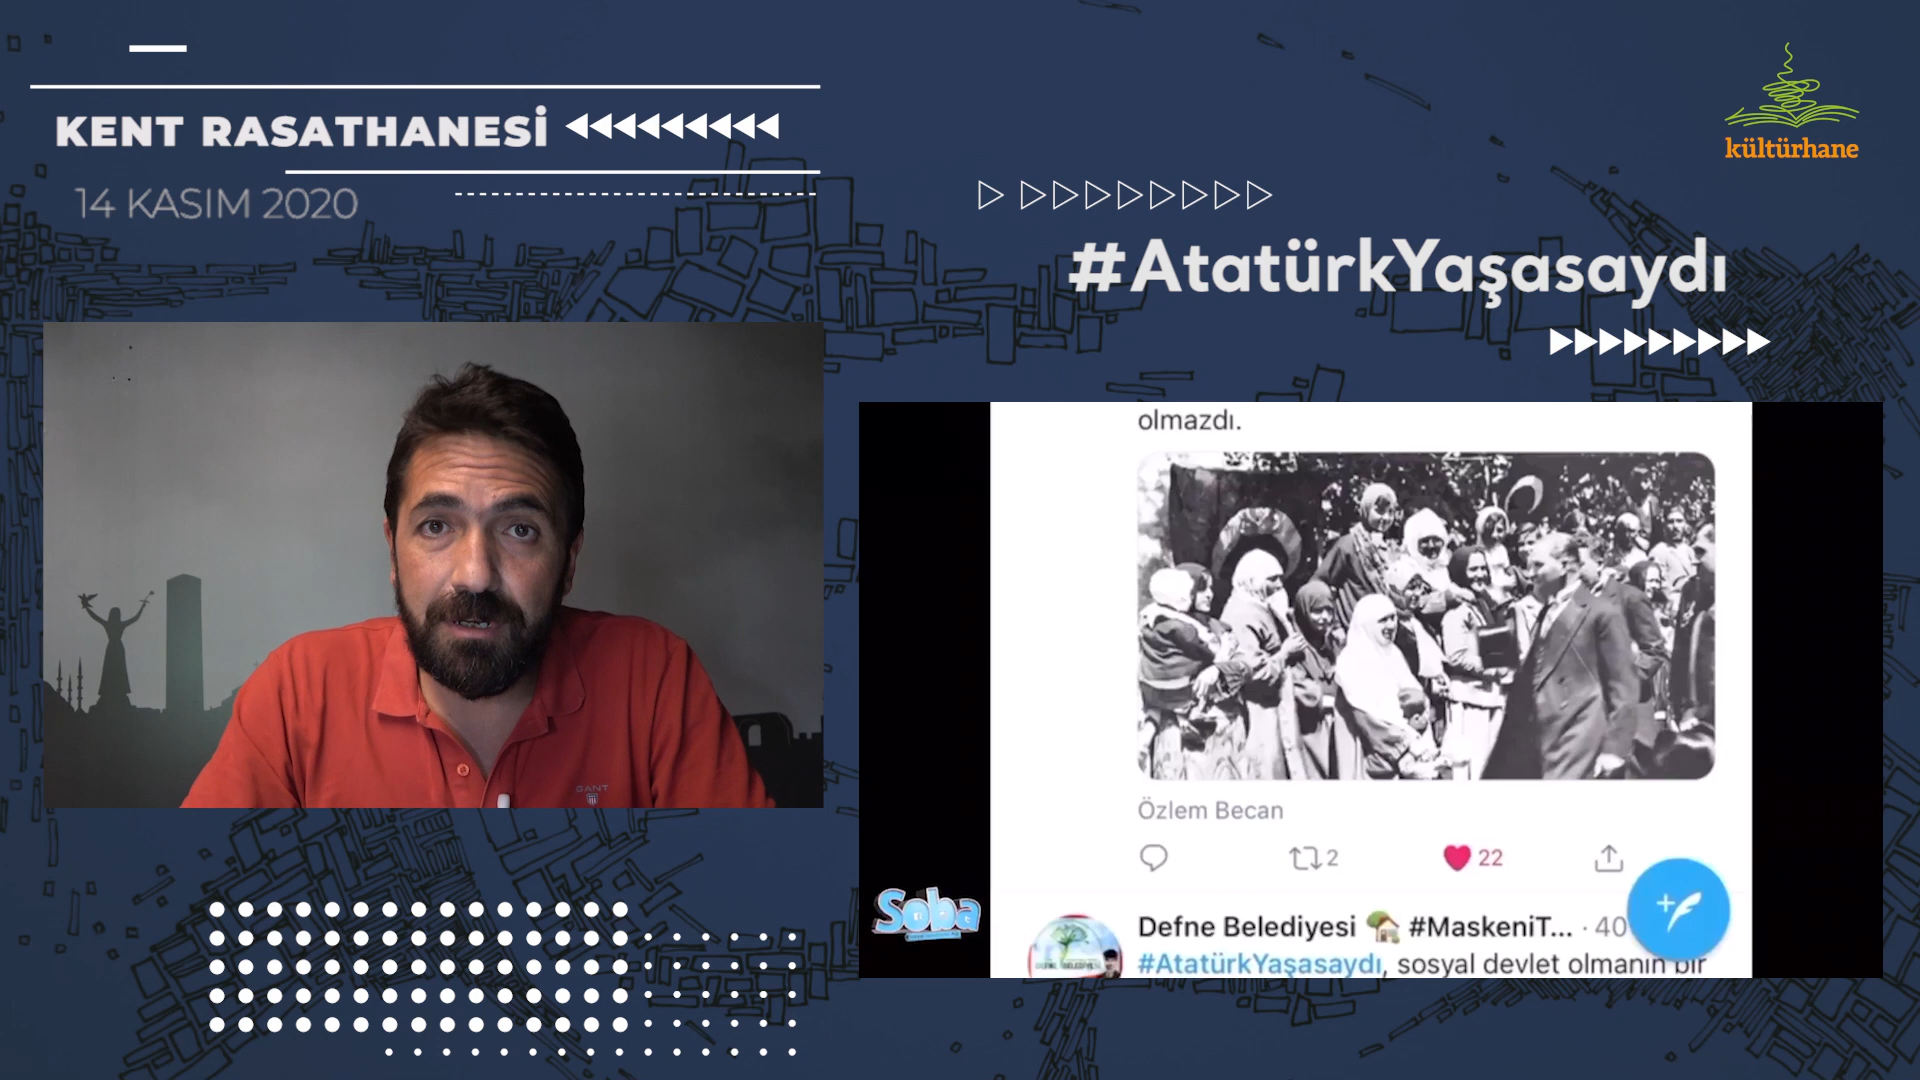 KENT RASATHANESİ
14 KASIM 2020
kültürhane
#AtatürkYaşasaydı
GANT
olmazdı.
Özlem Becan
2
22
Soba
Defne Belediyesi 🏡 #MaskeniT... · 40
#AtatürkYaşasaydı, sosyal devlet olmanın bir